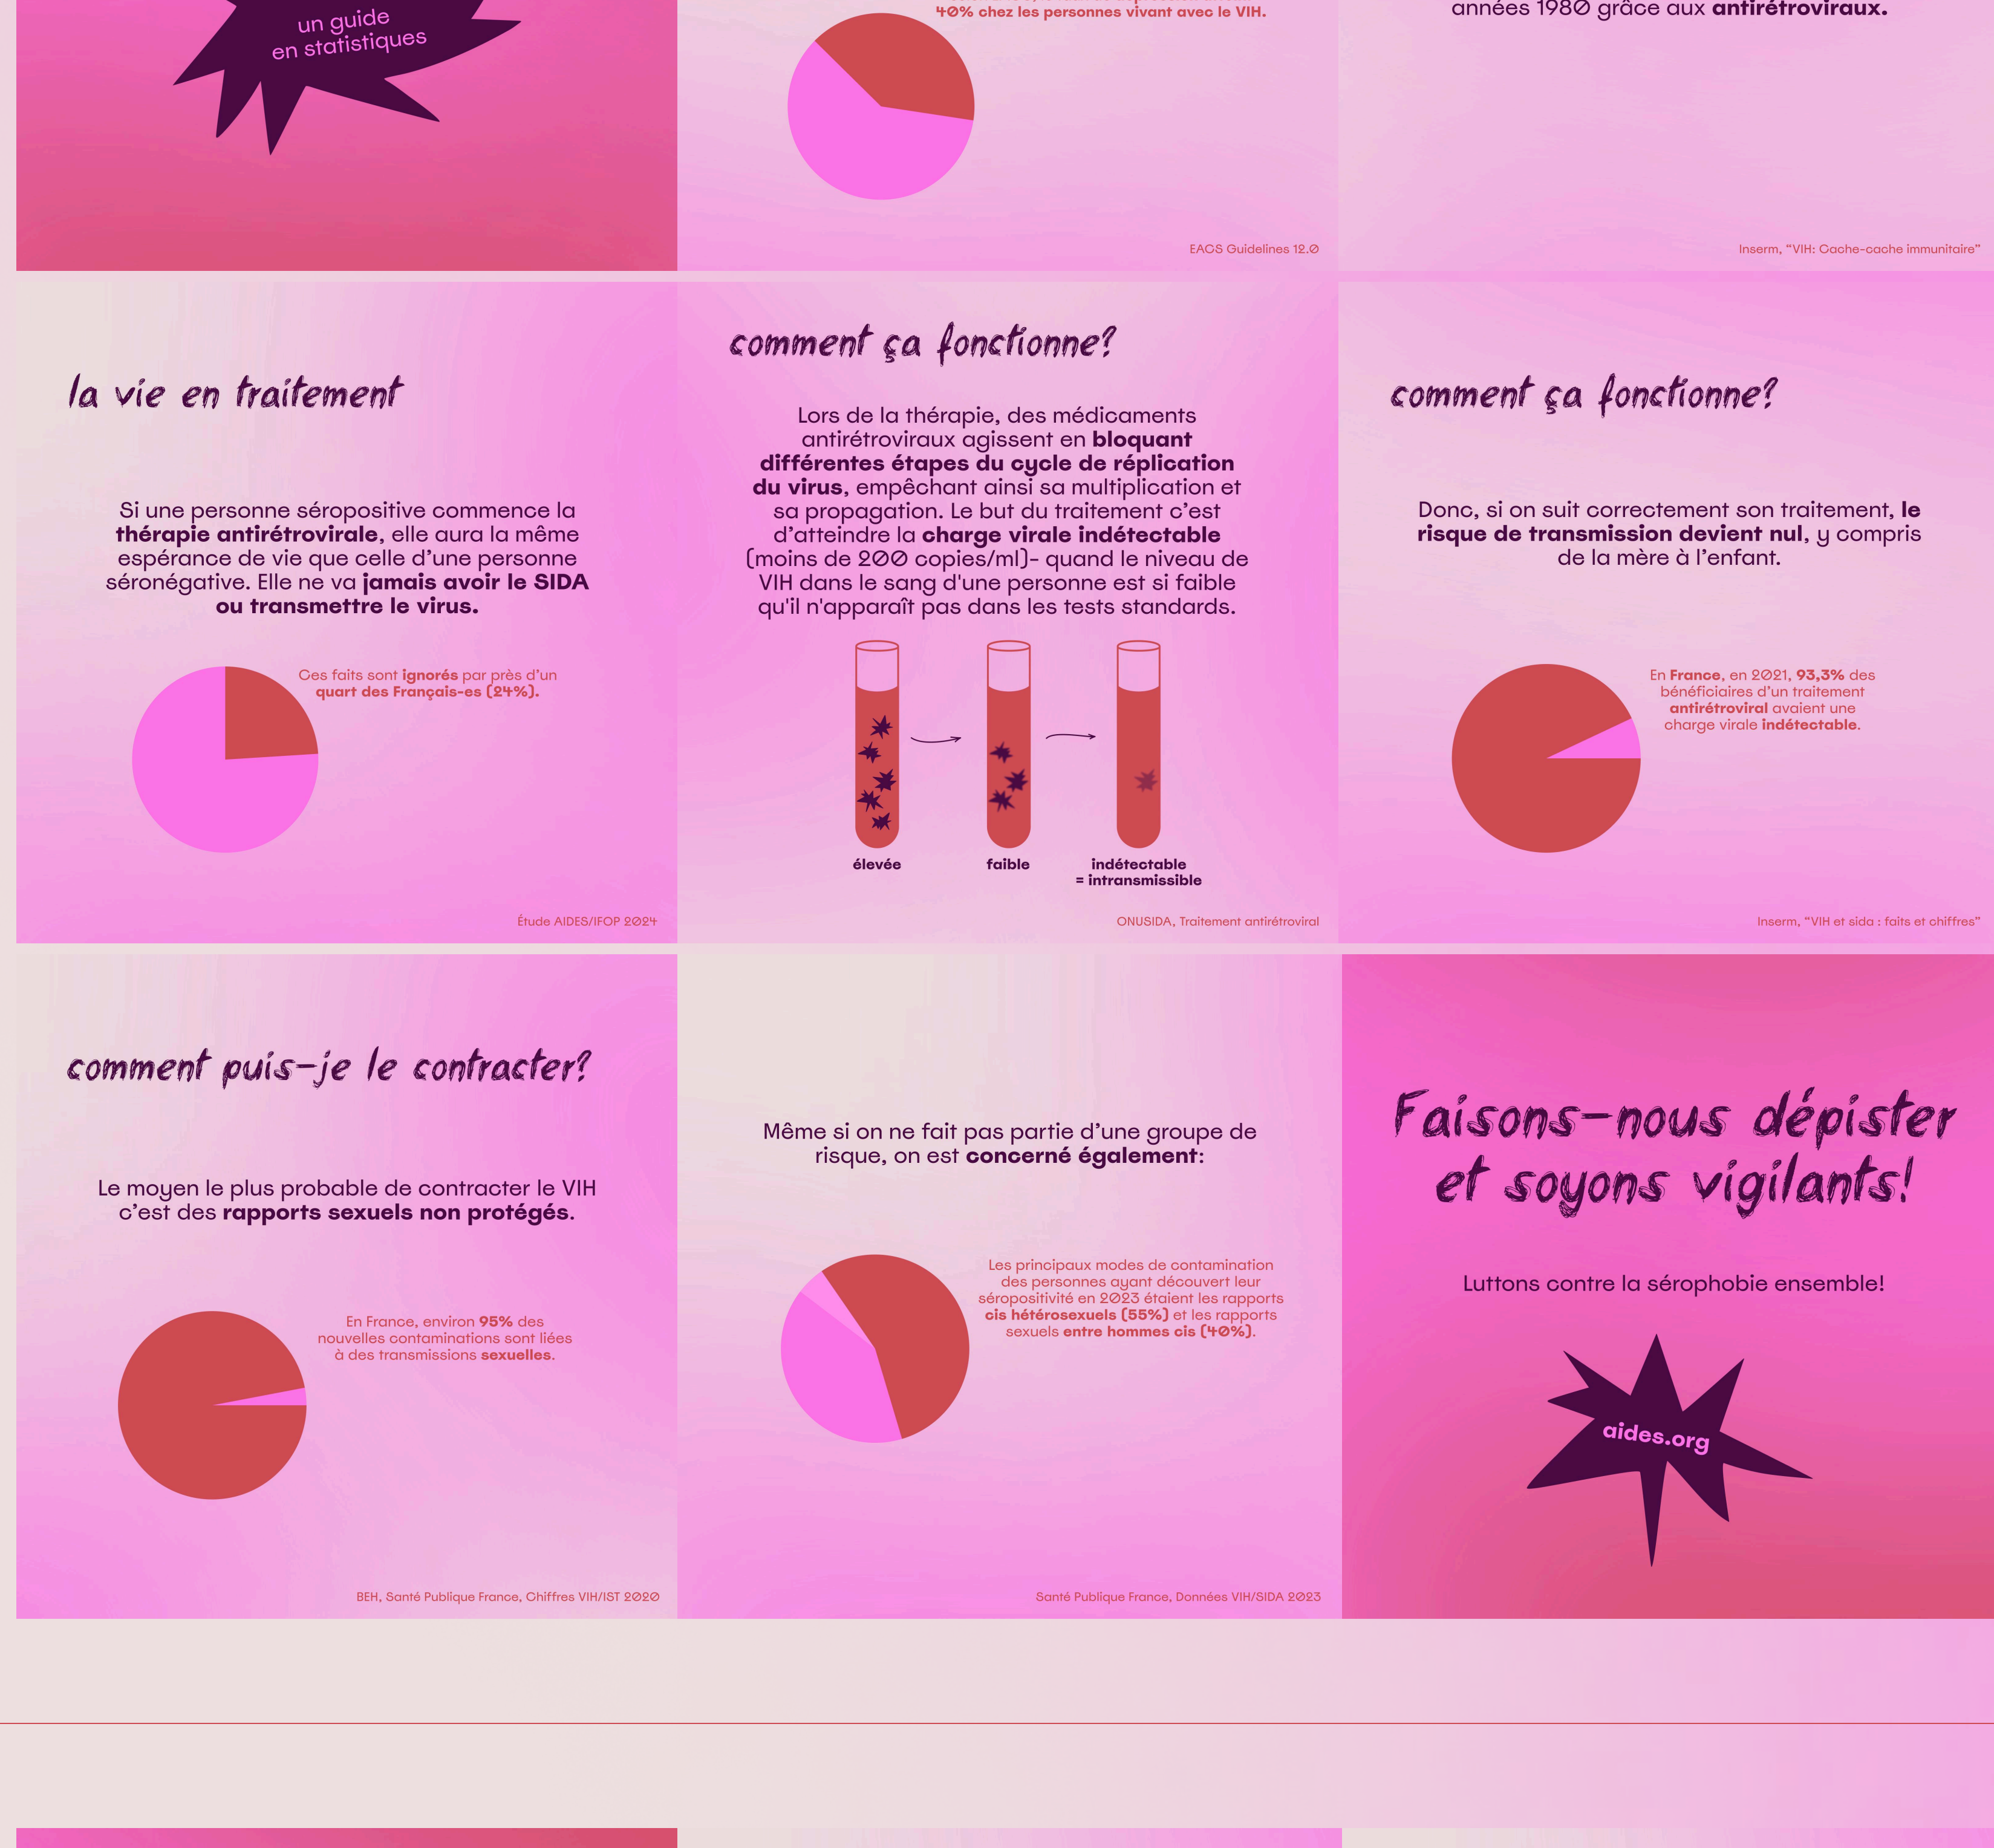 un guide
en statistiques
40% chez les personnes vivant avec le VIH.
EACS Guidelines 12.0
années 1980 grâce aux antirétroviraux.
Inserm, “VIH: Cache-cache immunitaire”
la vie en traitement
Si une personne séropositive commence la
thérapie antirétrovirale, elle aura la même
espérance de vie que celle d’une personne
séronégative. Elle ne va jamais avoir le SIDA
ou transmettre le virus.
Ces faits sont ignorés par près d’un
quart des Français-es (24%).
Étude AIDES/IFOP 2024
comment ça fonctionne?
Lors de la thérapie, des médicaments
antirétroviraux agissent en bloquant
différentes étapes du cycle de réplication
du virus, empêchant ainsi sa multiplication et
sa propagation. Le but du traitement c’est
d’atteindre la charge virale indétectable
(moins de 200 copies/ml)- quand le niveau de
VIH dans le sang d'une personne est si faible
qu'il n'apparaît pas dans les tests standards.
élevée
faible
indétectable
= intransmissible
ONUSIDA, Traitement antirétroviral
comment ça fonctionne?
Donc, si on suit correctement son traitement, le
risque de transmission devient nul, y compris
de la mère à l’enfant.
En France, en 2021, 93,3% des
bénéficiaires d’un traitement
antirétroviral avaient une
charge virale indétectable.
Inserm, “VIH et sida : faits et chiffres”
comment puis-je le contracter?
Le moyen le plus probable de contracter le VIH
c’est des rapports sexuels non protégés.
En France, environ 95% des
nouvelles contaminations sont liées
à des transmissions sexuelles.
BEH, Santé Publique France, Chiffres VIH/IST 2020
Même si on ne fait pas partie d’une groupe de
risque, on est concerné également:
Les principaux modes de contamination
des personnes ayant découvert leur
séropositivité en 2023 étaient les rapports
cis hétérosexuels (55%) et les rapports
sexuels entre hommes cis (40%).
Santé Publique France, Données VIH/SIDA 2023
Faisons-nous dépister
et soyons vigilants!
Luttons contre la sérophobie ensemble!
aides.org